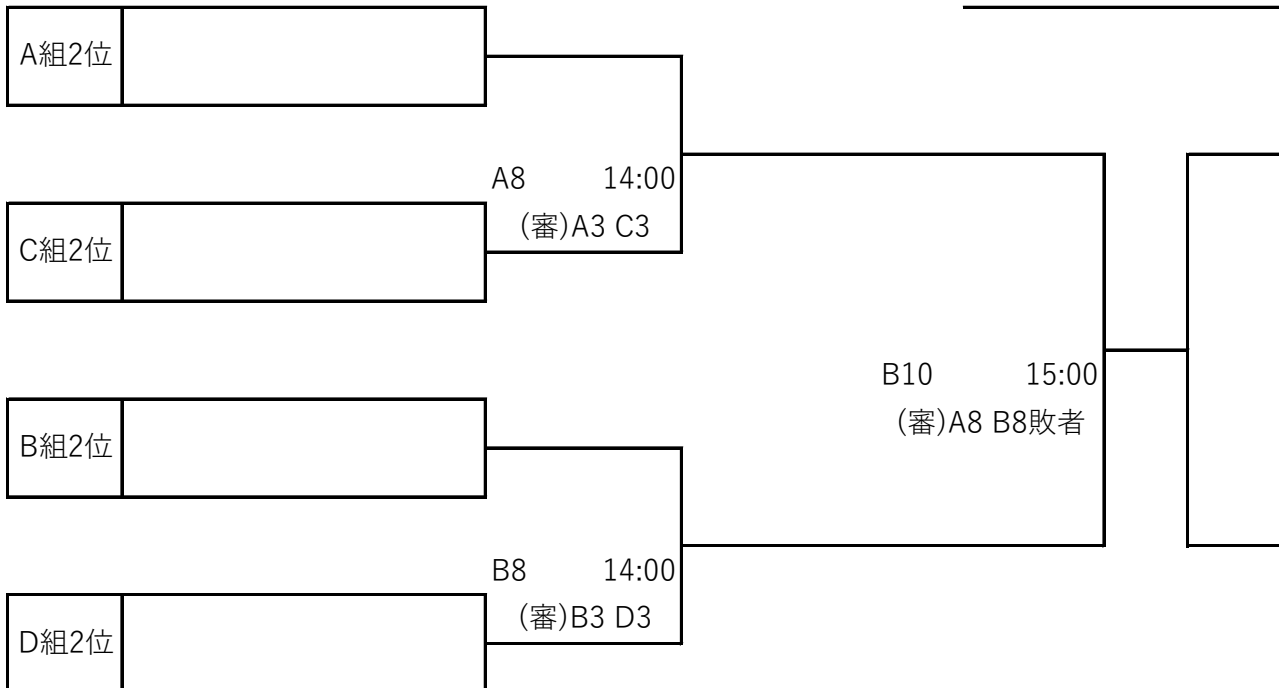 A組2位
A8 14:00
(審)A3 C3
C組2位
B10 15:00
(審)A8 B8敗者
B組2位
B8 14:00
(審)B3 D3
D組2位